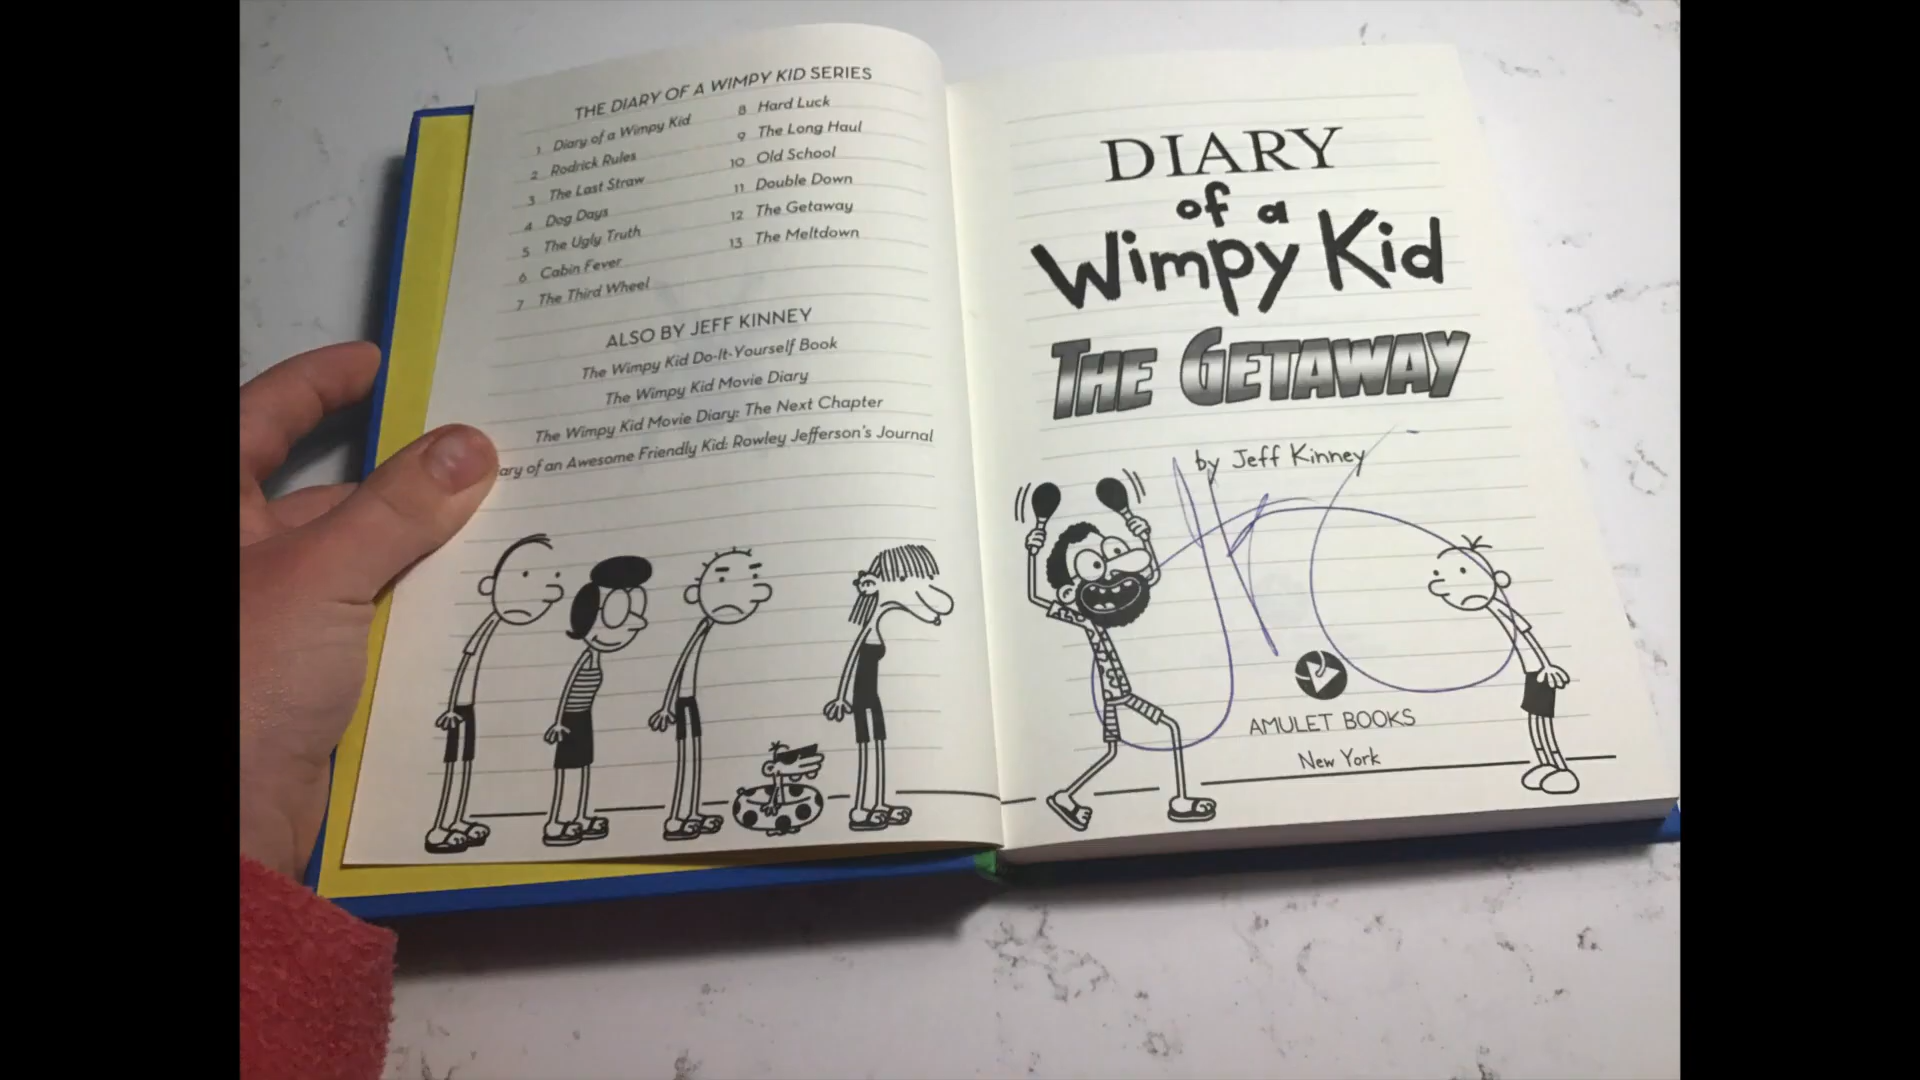 THE DIARY OF A WIMPY KID SERIES
1 Diary of a Wimpy Kid
2 Rodrick Rules
3 The Last Straw
4 Dog Days
5 The Ugly Truth
6 Cabin Fever
7 The Third Wheel
8 Hard Luck
9 The Long Haul
10 Old School
11 Double Down
12 The Getaway
13 The Meltdown
ALSO BY JEFF KINNEY
The Wimpy Kid Do-It-Yourself Book
The Wimpy Kid Movie Diary
The Wimpy Kid Movie Diary: The Next Chapter
ary of an Awesome Friendly Kid: Rowley Jefferson's Journal
DIARY
of a
Wimpy Kid
THE GETAWAY
by Jeff Kinney
AMULET BOOKS
New York